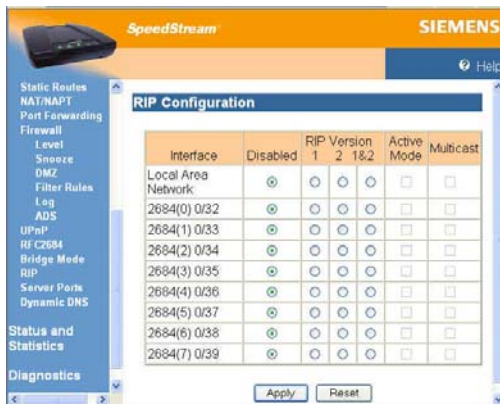 SpeedStream
SIEMENS
Help
Static Routes
NAT/NAPT
Port Forwarding
Firewall
Level
Snooze
DMZ
Filter Rules
Log
ADS
UPnP
RFC2684
Bridge Mode
RIP
Server Ports
Dynamic DNS
Status and
Statistics
Diagnostics
RIP Configuration
Interface Disabled RIP Version 1 2 1&2 Active Mode Multicast
Local Area
Network
2684(0) 0/32
2684(1) 0/33
2684(2) 0/34
2684(3) 0/35
2684(4) 0/36
2684(5) 0/37
2684(6) 0/38
2684(7) 0/39
Apply Reset